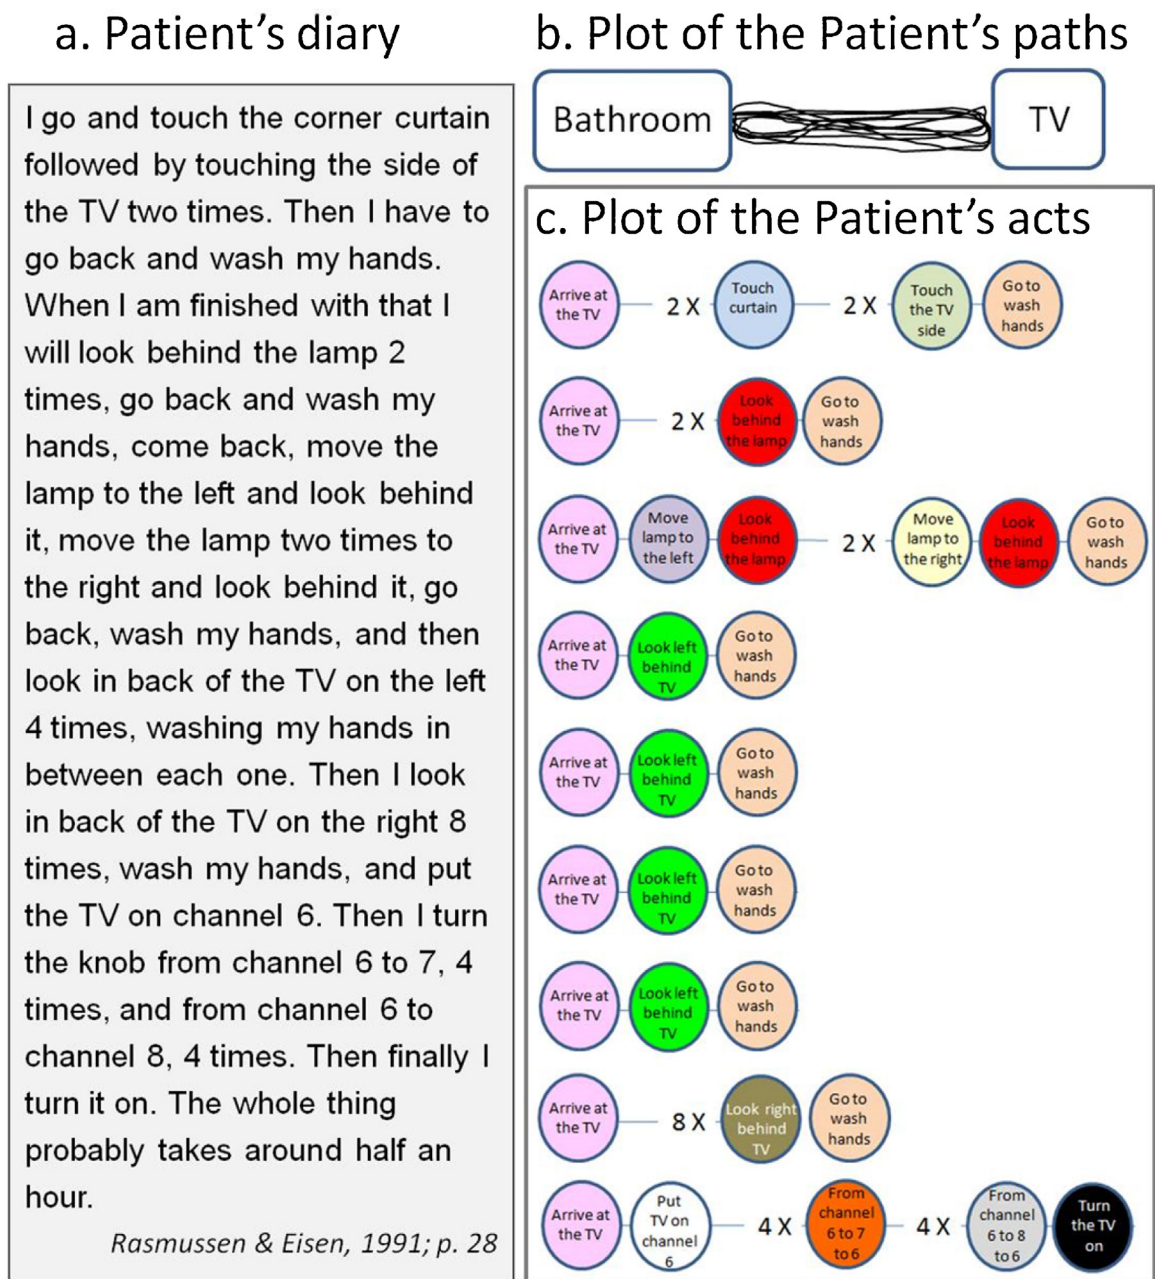 a. Patient's diary
I go and touch the corner curtain
followed by touching the side of
the TV two times. Then I have to
go back and wash my hands.
When I am finished with that I
will look behind the lamp 2
times, go back and wash my
hands, come back, move the
lamp to the left and look behind
it, move the lamp two times to
the right and look behind it, go
back, wash my hands, and then
look in back of the TV on the left
4 times, washing my hands in
between each one. Then I look
in back of the TV on the right 8
times, wash my hands, and put
the TV on channel 6. Then I turn
the knob from channel 6 to 7, 4
times, and from channel 6 to
channel 8, 4 times. Then finally I
turn it on. The whole thing
probably takes around half an
hour.
Rasmussen & Eisen, 1991; p. 28
b. Plot of the Patient's paths
Bathroom
TV
c. Plot of the Patient's acts
Arrive at
the TV
2 X
Touch
curtain
2 X
Touch
the TV
side
Go to
wash
hands
Arrive at
the TV
2 X
Look
behind
the lamp
Go to
wash
hands
Arrive at
the TV
Move
lamp to
the left
Look
behind
the lamp
2 X
Move
lamp to
the right
Look
behind
the lamp
Go to
wash
hands
Arrive at
the TV
Look left
behind
TV
Go to
wash
hands
Arrive at
the TV
Look left
behind
TV
Go to
wash
hands
Arrive at
the TV
Look left
behind
TV
Go to
wash
hands
Arrive at
the TV
Look left
behind
TV
Go to
wash
hands
Arrive at
the TV
8 X
Look right
behind
TV
Go to
wash
hands
Arrive at
the TV
Put
TV on
channel
6
4 X
From
channel
6 to 7
to 6
4 X
From
channel
6 to 8
to 6
Turn
the TV
on